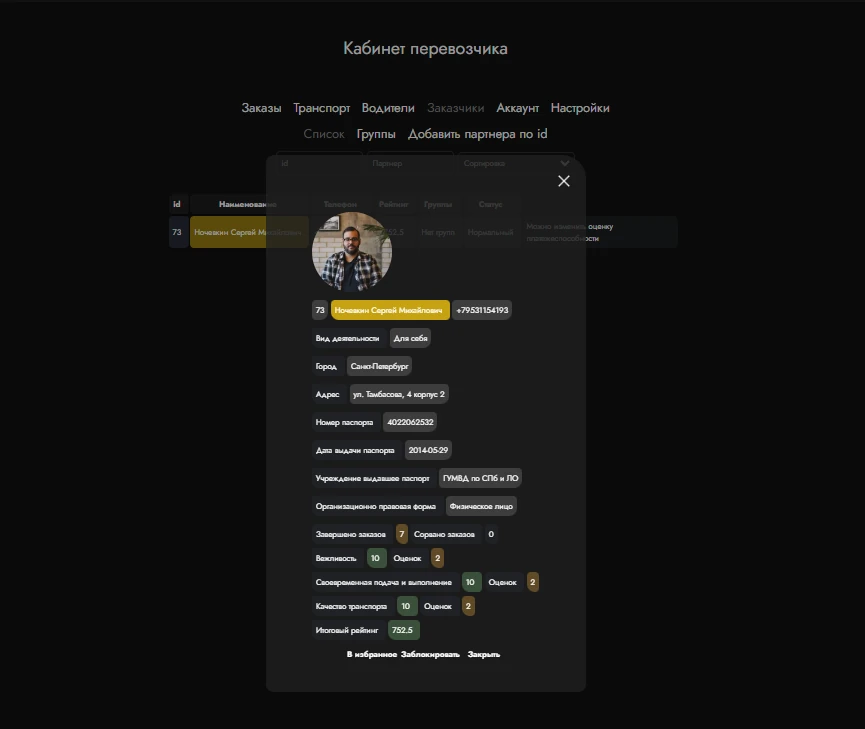 Кабинет перевозчика
Заказы Транспорт Водители Заказчики Аккаунт Настройки
Список Группы Добавить партнера по id
id Партнер Сортировка
id Наименование Телефон Рейтинг Группы Статус
73 Ночевкин Сергей Михайлович 752.5 Нет групп Нормальный Можно изменить оценку
платежеспособности
73 Ночевкин Сергей Михайлович +79531154193
Вид деятельности Для себя
Город Санкт-Петербург
Адрес ул. Тамбасова, 4 корпус 2
Номер паспорта 4022062532
Дата выдачи паспорта 2014-05-29
Учреждение выдавшее паспорт ГУМВД по СПб и ЛО
Организационно правовая форма Физическое лицо
Завершено заказов 7 Сорвано заказов 0
Вежливость 10 Оценок 2
Своевременная подача и выполнение 10 Оценок 2
Качество транспорта 10 Оценок 2
Итоговый рейтинг 752.5
В избранное Заблокировать Закрыть